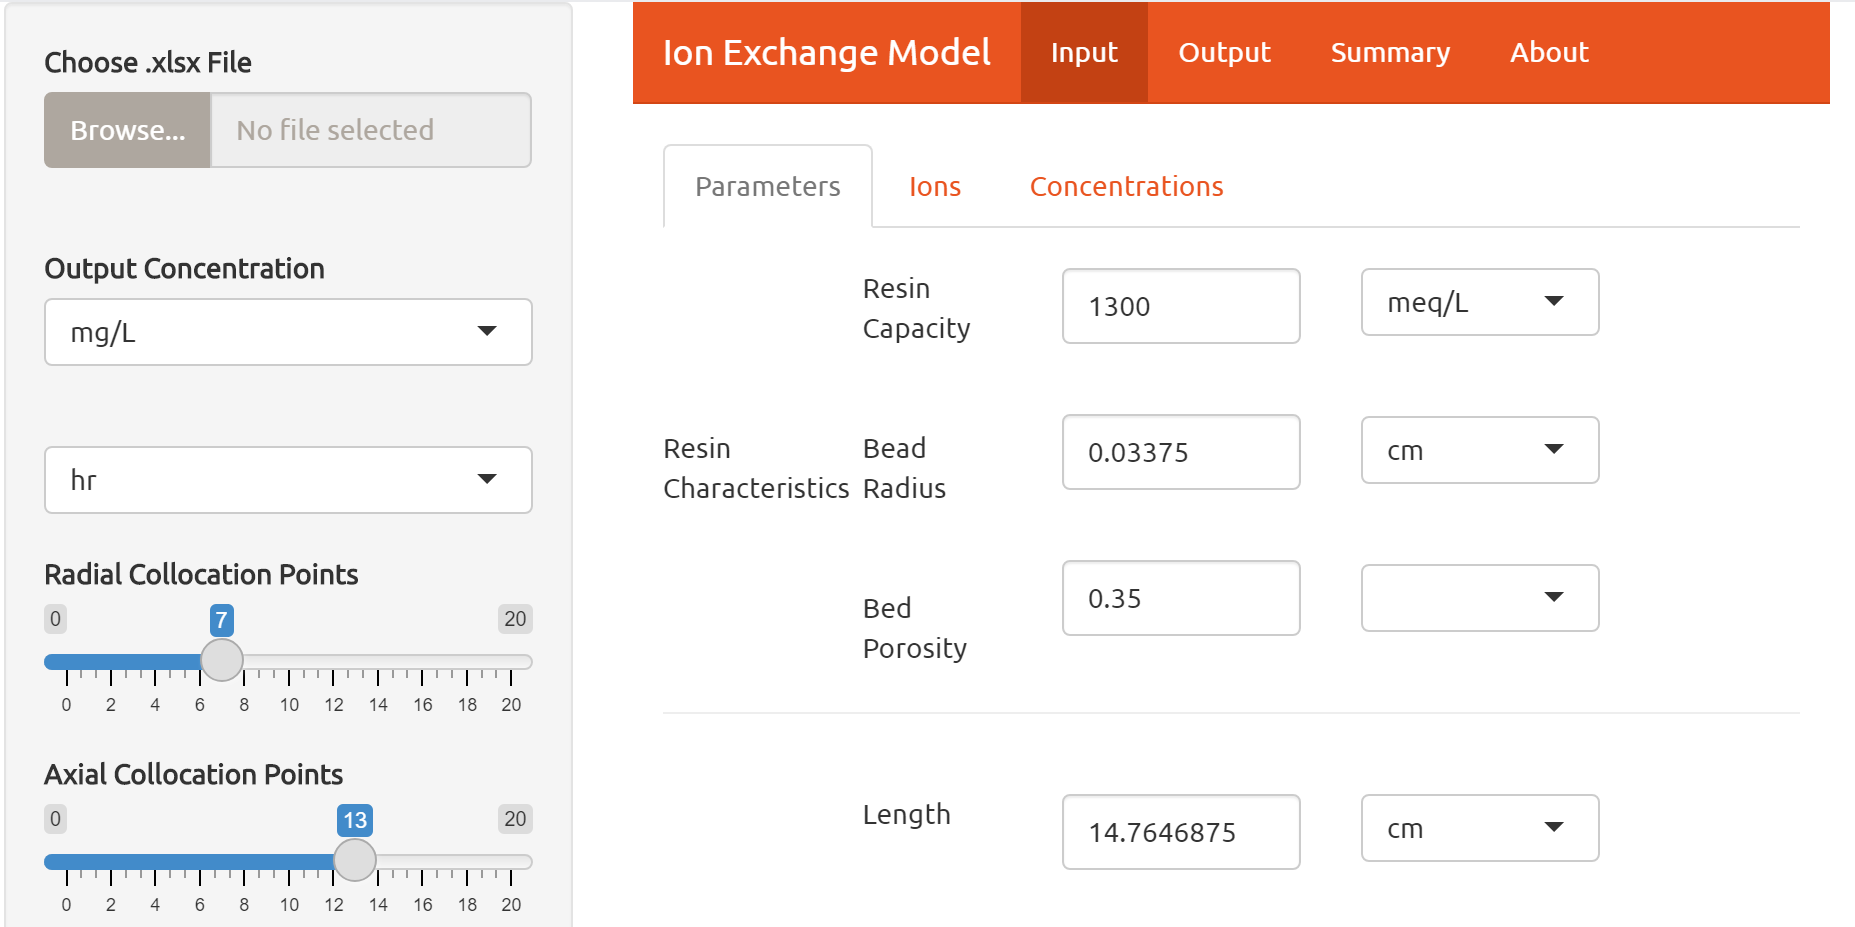 Choose .xlsx File
Browse...
No file selected
Output Concentration
mg/L
hr
Radial Collocation Points
0
7
20
0 2 4 6 8 10 12 14 16 18 20
Axial Collocation Points
0
13
20
0 2 4 6 8 10 12 14 16 18 20
Ion Exchange Model
Input
Output
Summary
About
Parameters
Ions
Concentrations
Resin
Characteristics
Resin
Capacity
1300
meq/L
Bead
Radius
0.03375
cm
Bed
Porosity
0.35
Length
14.7646875
cm